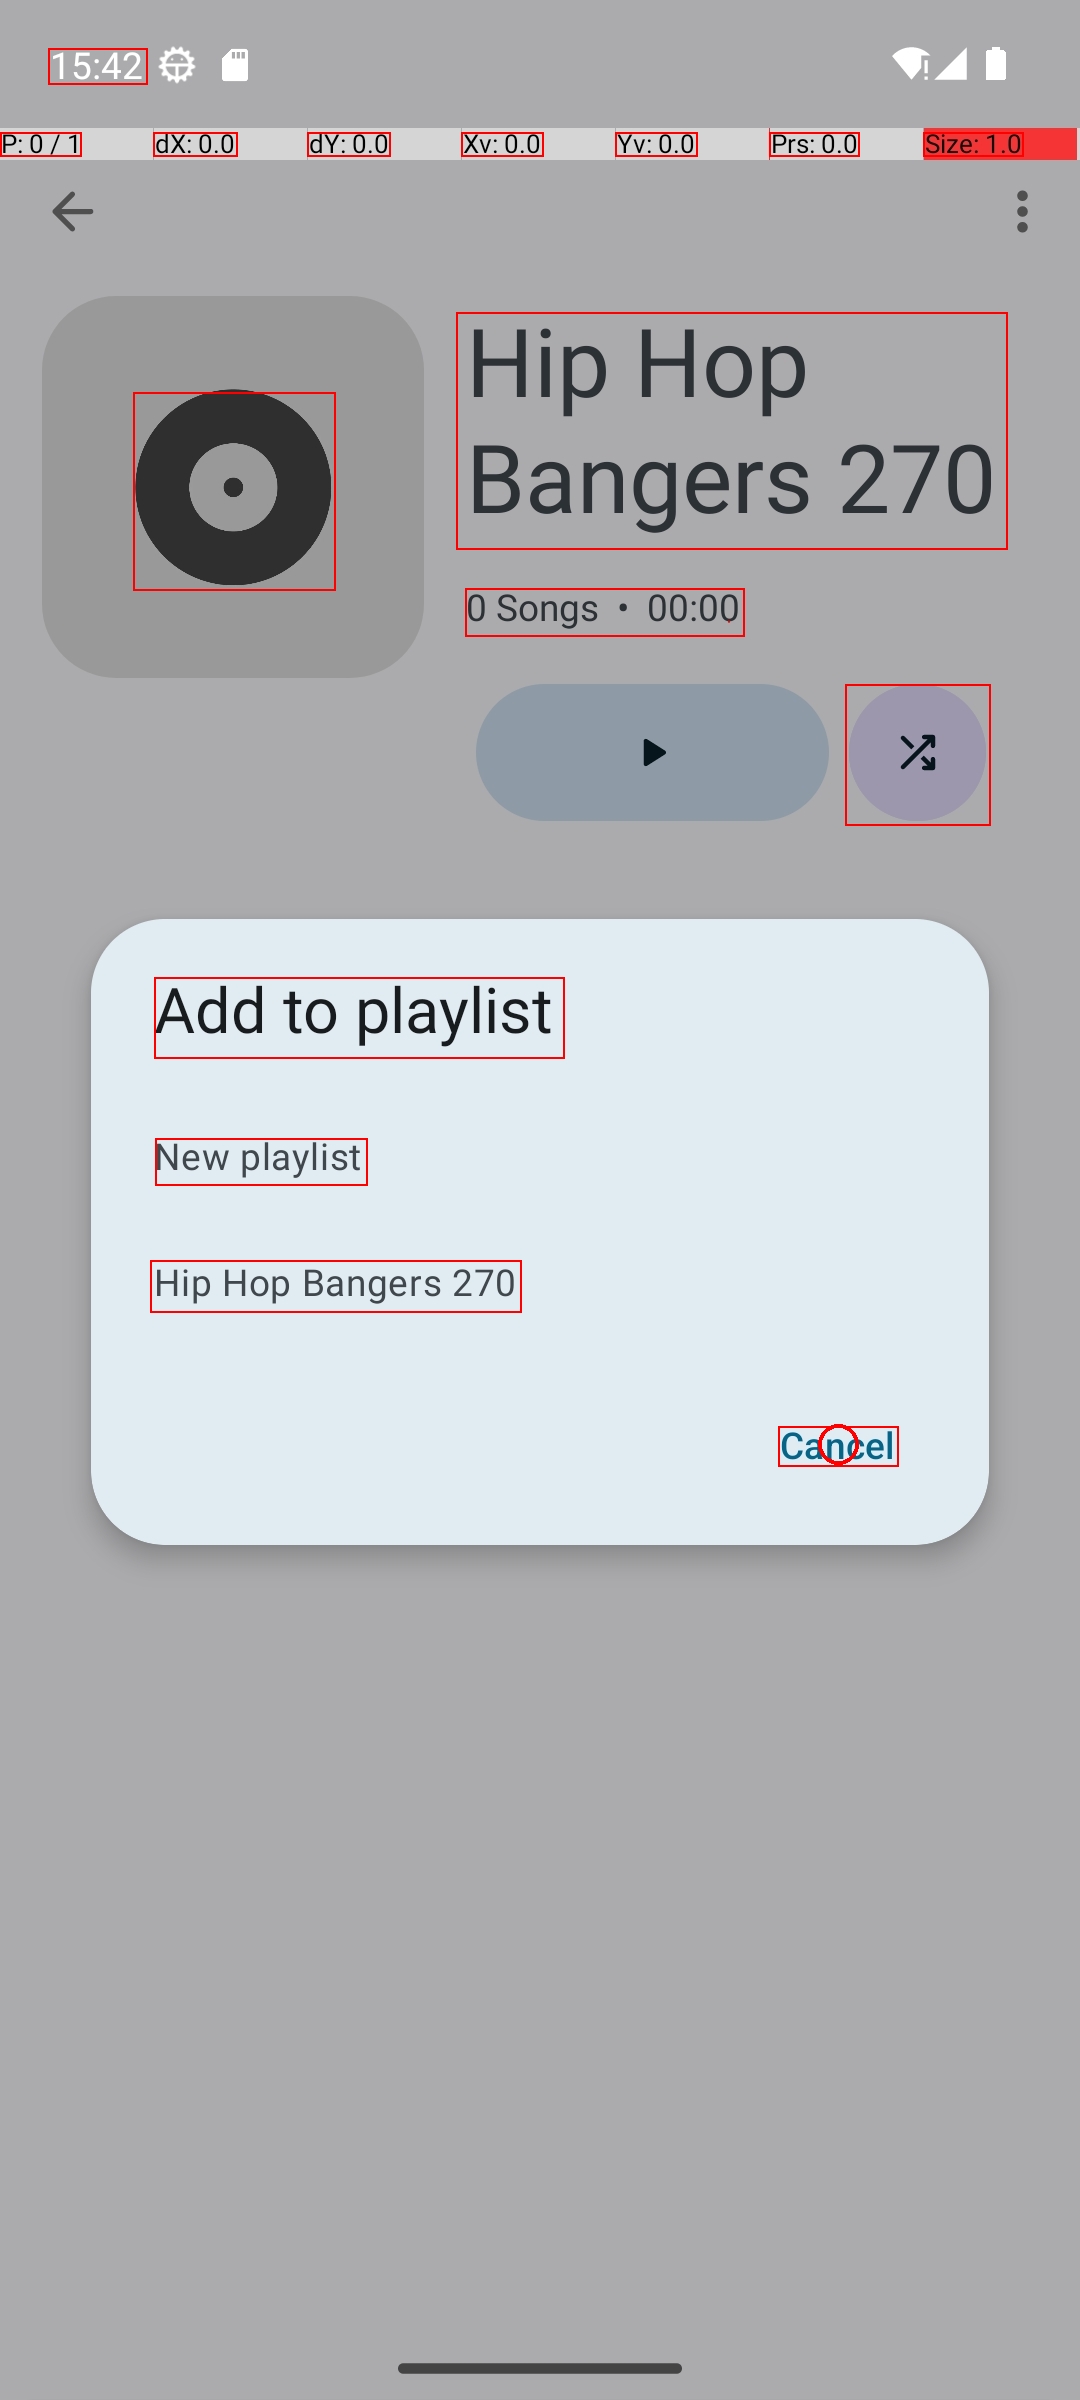 15:42
P: 0 / 1 dX: 0.0 dY: 0.0 Xv: 0.0 Yv: 0.0 Prs: 0.0 Size: 1.0
Hip Hop
Bangers 270
0 Songs • 00:00
Add to playlist
New playlist
Hip Hop Bangers 270
Cancel